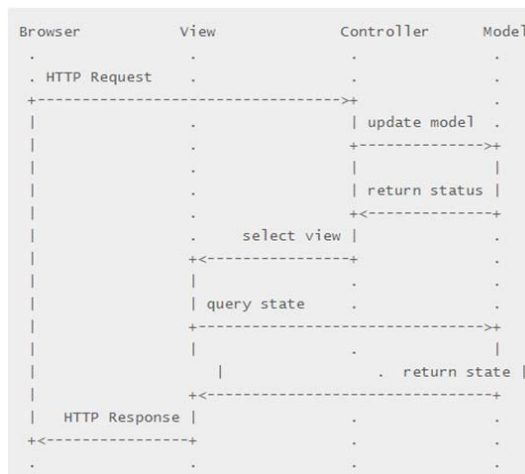 Browser View Controller Model
HTTP Request
update model
return status
select view
query state
return state
HTTP Response